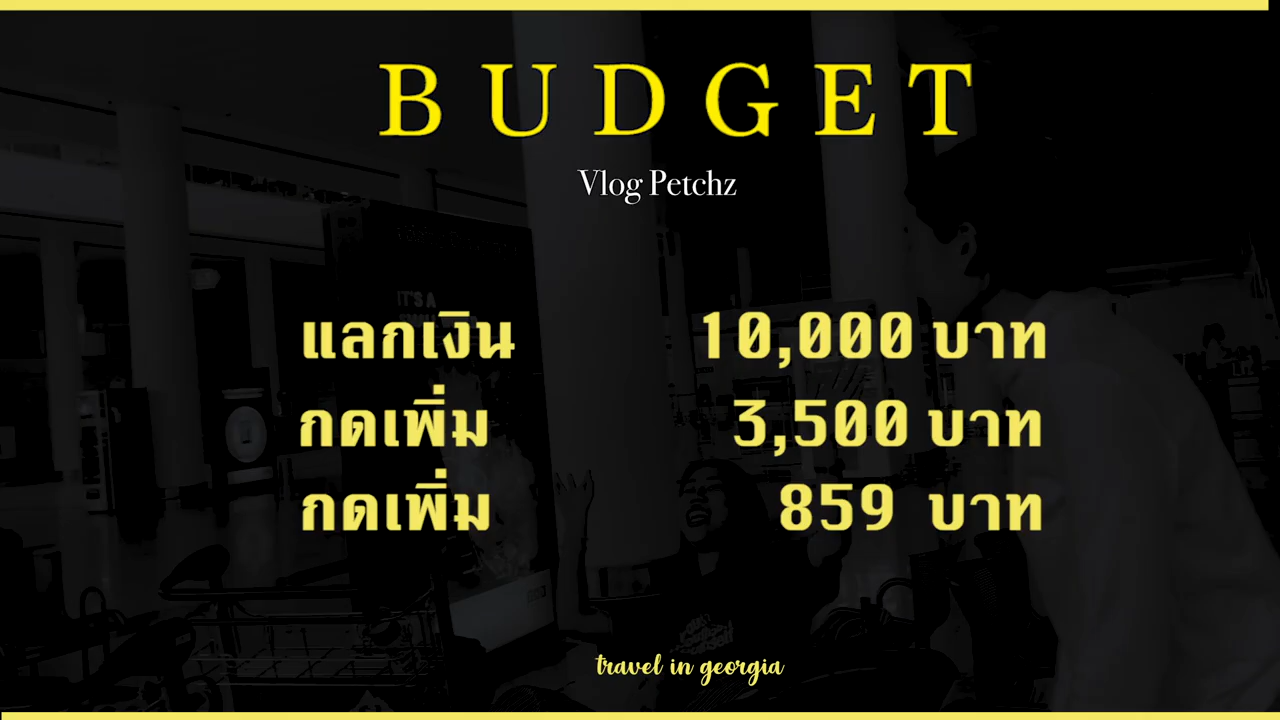 BUDGET
Vlog Petchz
IT'S A
แลกเงิน 10,000 บาท
กดเพิ่ม 3,500 บาท
กดเพิ่ม 859 บาท
travel in georgia